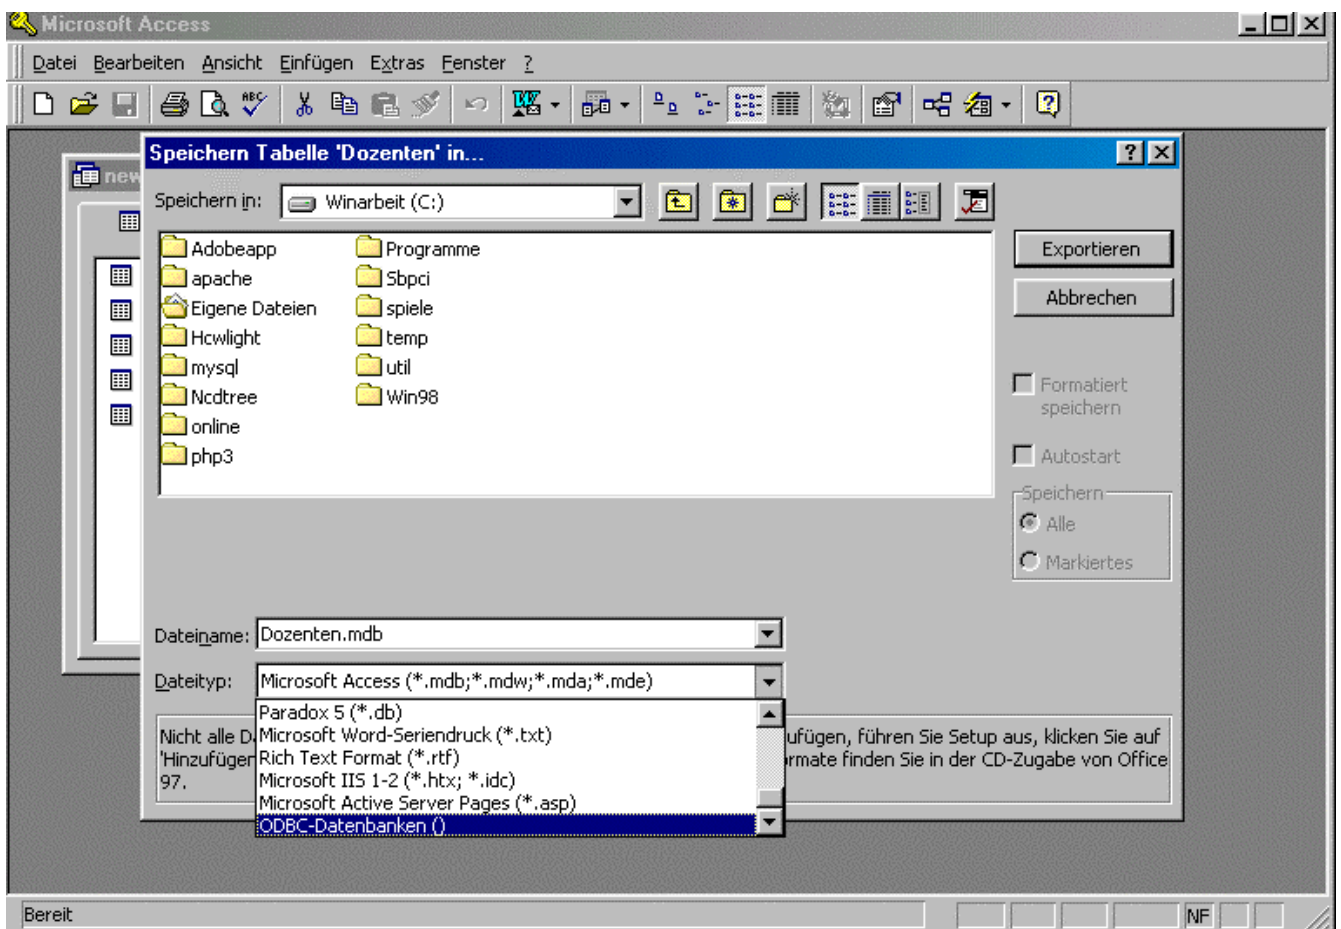 Microsoft Access
Datei Bearbeiten Ansicht Einfügen Extras Fenster ?
ABC
Speichern Tabelle 'Dozenten' in...
new
Speichern in: Winarbeit (C:)
Adobeapp Programme
apache Sbpci
Eigene Dateien spiele
Hcwlight temp
mysql util
Ncdtree Win98
online
php3
Exportieren
Abbrechen
Formatiert
speichern
Autostart
Speichern
Alle
Markiertes
Dateiname: Dozenten.mdb
Dateityp: Microsoft Access (*.mdb;*.mdw;*.mda;*.mde)
Paradox 5 (*.db)
Microsoft Word-Seriendruck (*.txt)
Rich Text Format (*.rtf)
Microsoft IIS 1-2 (*.htx; *.idc)
Microsoft Active Server Pages (*.asp)
ODBC-Datenbanken ()
Nicht alle D ufügen, führen Sie Setup aus, klicken Sie auf
'Hinzufügen rmate finden Sie in der CD-Zugabe von Office
97.
Bereit NF